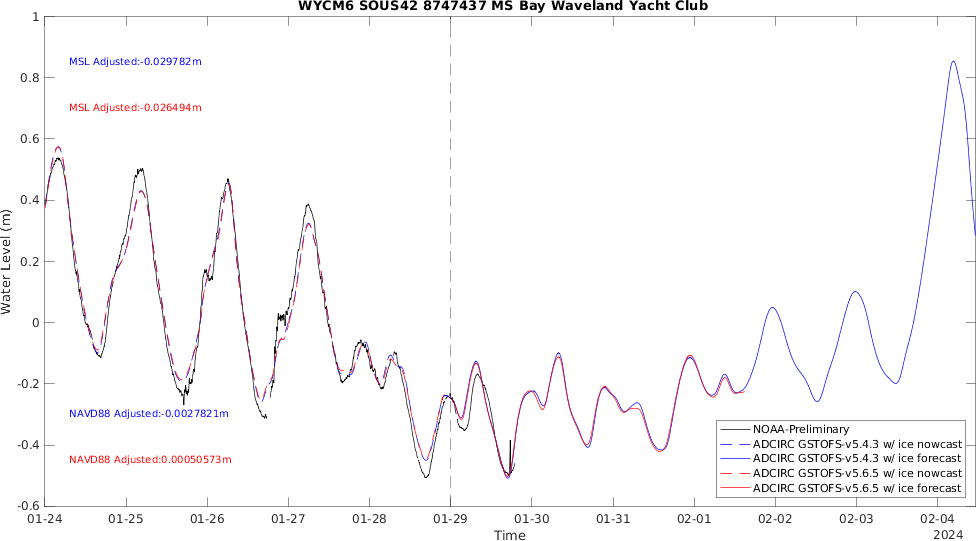 WYCM6 SOUS42 8747437 MS Bay Waveland Yacht Club
1
0.8
0.6
0.4
0.2
0
-0.2
-0.4
-0.6
Water Level (m)
MSL Adjusted:-0.029782m
MSL Adjusted:-0.026494m
NAVD88 Adjusted:-0.0027821m
NAVD88 Adjusted:0.00050573m
NOAA-Preliminary
ADCIRC GSTOFS-v5.4.3 w/ ice nowcast
ADCIRC GSTOFS-v5.4.3 w/ ice forecast
ADCIRC GSTOFS-v5.6.5 w/ ice nowcast
ADCIRC GSTOFS-v5.6.5 w/ ice forecast
01-24 01-25 01-26 01-27 01-28 01-29 01-30 01-31 02-01 02-02 02-03 02-04
Time
2024